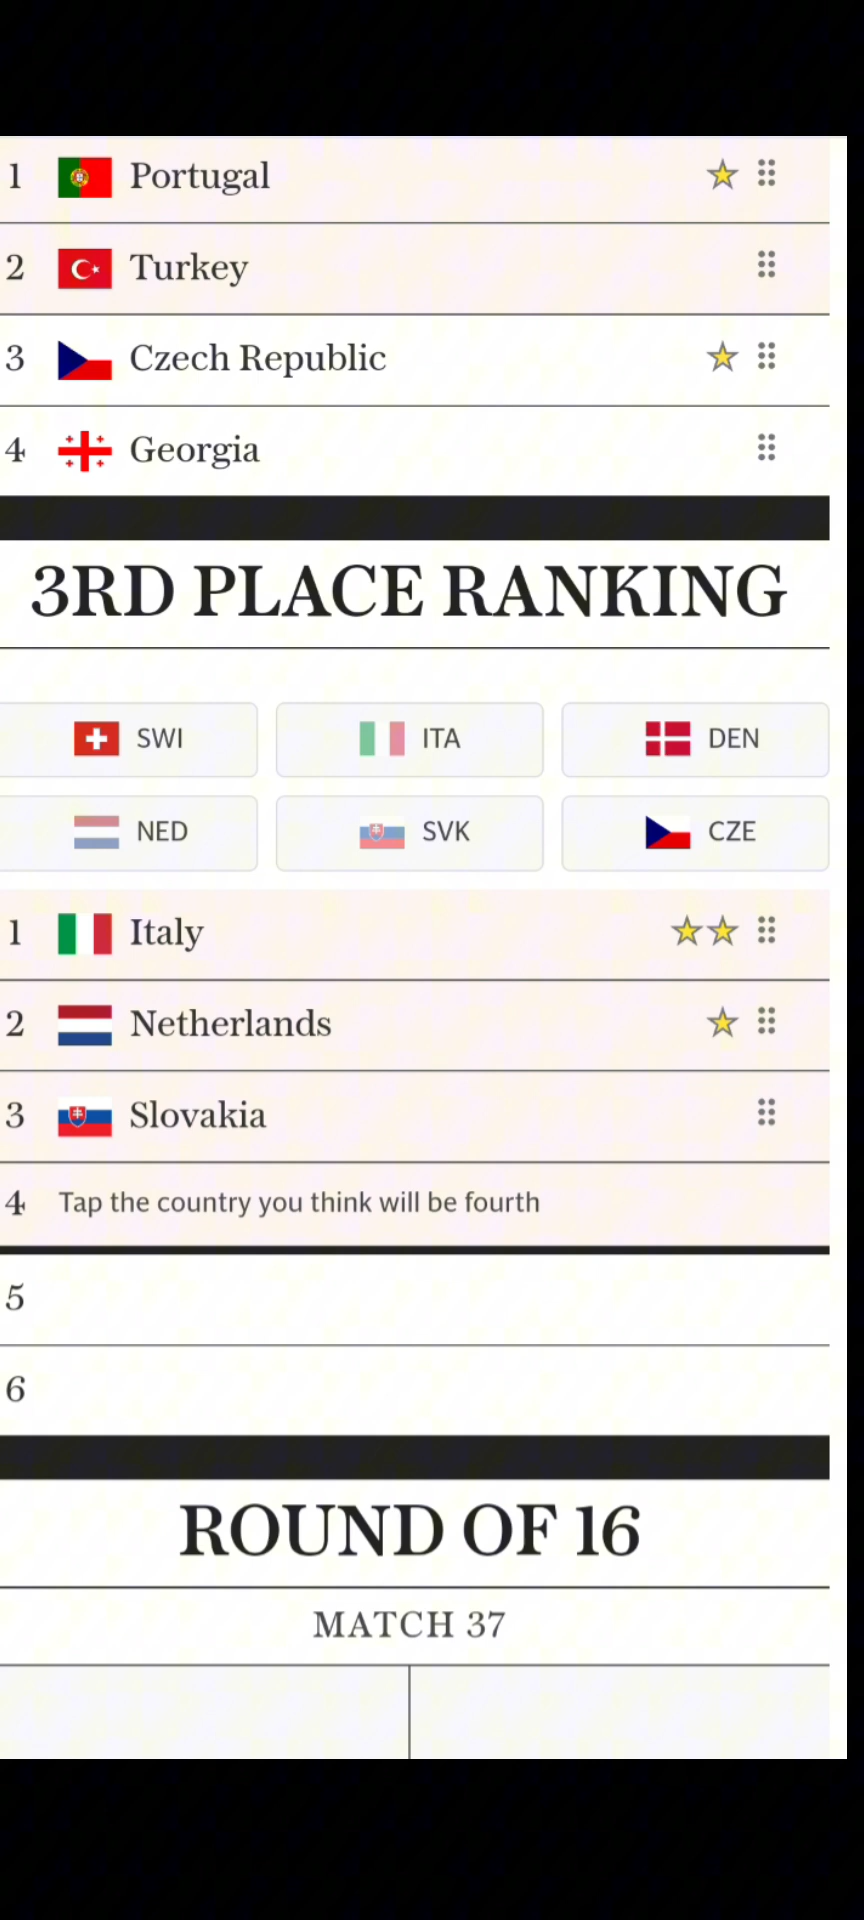 1 Portugal
2 Turkey
3 Czech Republic
4 Georgia
3RD PLACE RANKING
SWI ITA DEN
NED SVK CZE
1 Italy
2 Netherlands
3 Slovakia
4 Tap the country you think will be fourth
5
6
ROUND OF 16
MATCH 37